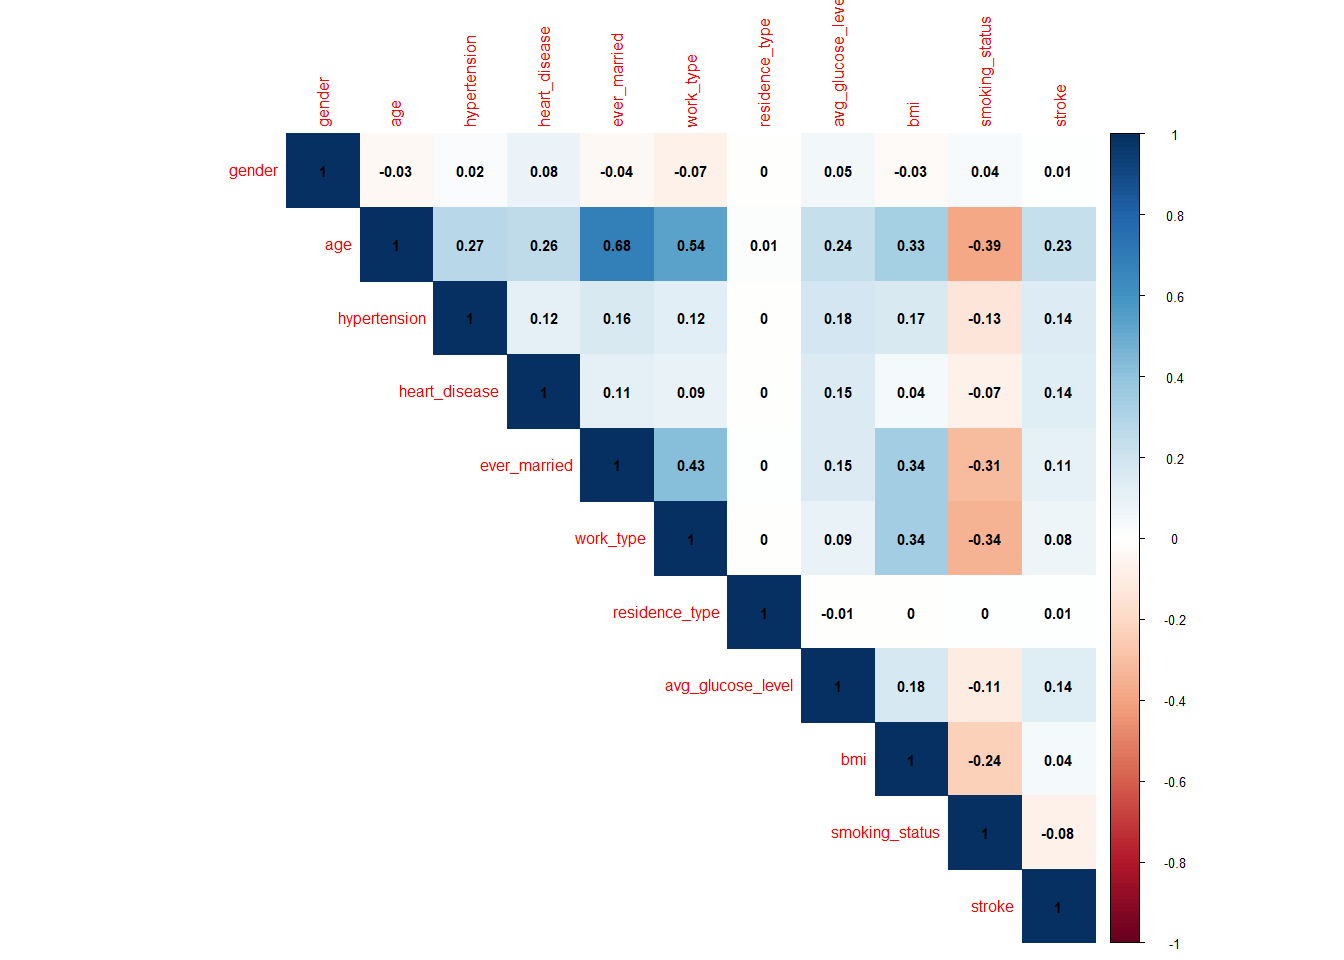 gender
age
hypertension
heart_disease
ever_married
work_type
residence_type
avg_glucose_leve
bmi
smoking_status
stroke
gender 1 -0.03 0.02 0.08 -0.04 -0.07 0 0.05 -0.03 0.04 0.01
age 1 0.27 0.26 0.68 0.54 0.01 0.24 0.33 -0.39 0.23
hypertension 1 0.12 0.16 0.12 0 0.18 0.17 -0.13 0.14
heart_disease 1 0.11 0.09 0 0.15 0.04 -0.07 0.14
ever_married 1 0.43 0 0.15 0.34 -0.31 0.11
work_type 1 0 0.09 0.34 -0.34 0.08
residence_type 1 -0.01 0 0 0.01
avg_glucose_level 1 0.18 -0.11 0.14
bmi 1 -0.24 0.04
smoking_status 1 -0.08
stroke 1
1
0.8
0.6
0.4
0.2
0
-0.2
-0.4
-0.6
-0.8
-1